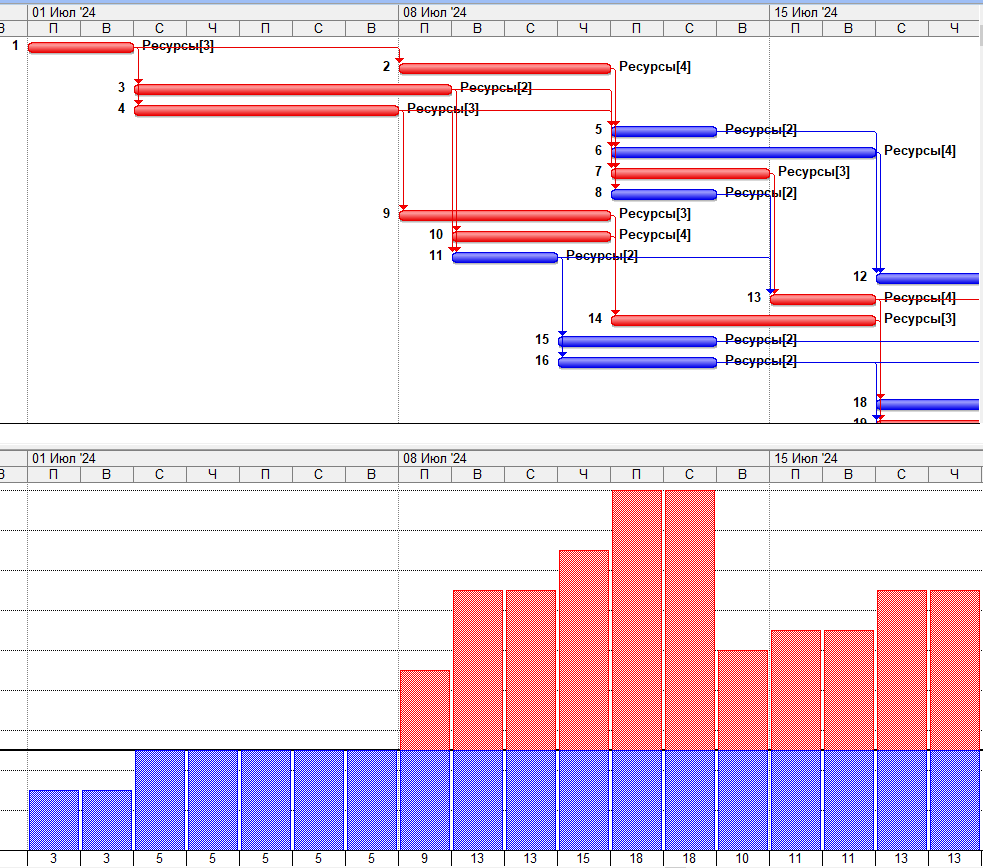 01 Июл '24 08 Июл '24 15 Июл '24
В П В С Ч П С В П В С Ч П С В П В С Ч
1 Ресурсы[3]
2 Ресурсы[4]
3 Ресурсы[2]
4 Ресурсы[3]
5 Ресурсы[2]
6 Ресурсы[4]
7 Ресурсы[3]
8 Ресурсы[2]
9 Ресурсы[3]
10 Ресурсы[4]
11 Ресурсы[2]
12
13 Ресурсы[4]
14 Ресурсы[3]
15 Ресурсы[2]
16 Ресурсы[2]
18
19
01 Июл '24 08 Июл '24 15 Июл '24
В П В С Ч П С В П В С Ч П С В П В С Ч
3 3 5 5 5 5 5 9 13 13 15 18 18 10 11 11 13 13